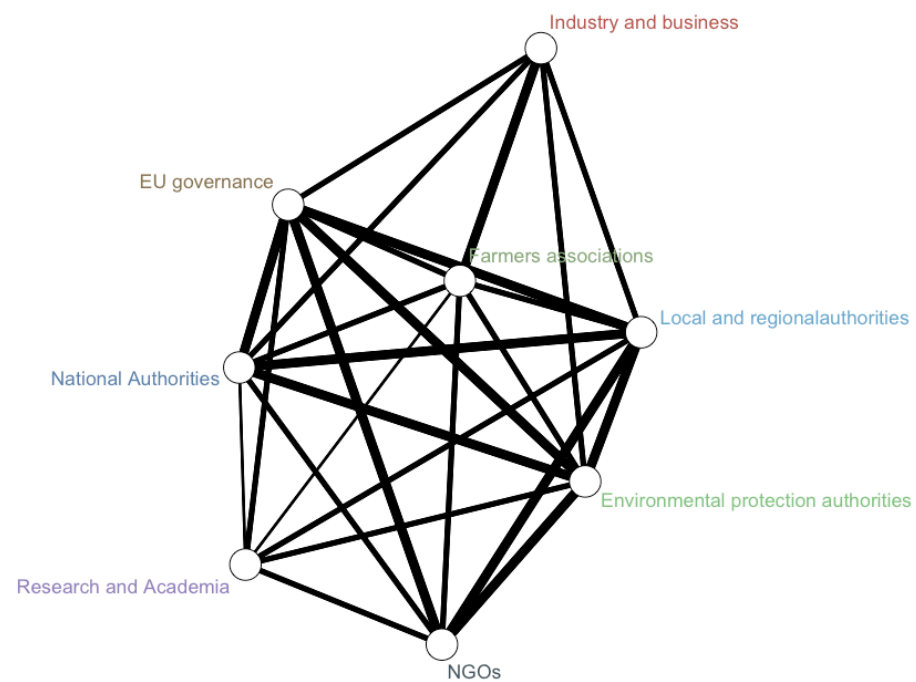 Industry and business
EU governance
Farmers associations
Local and regionalauthorities
National Authorities
Environmental protection authorities
Research and Academia
NGOs